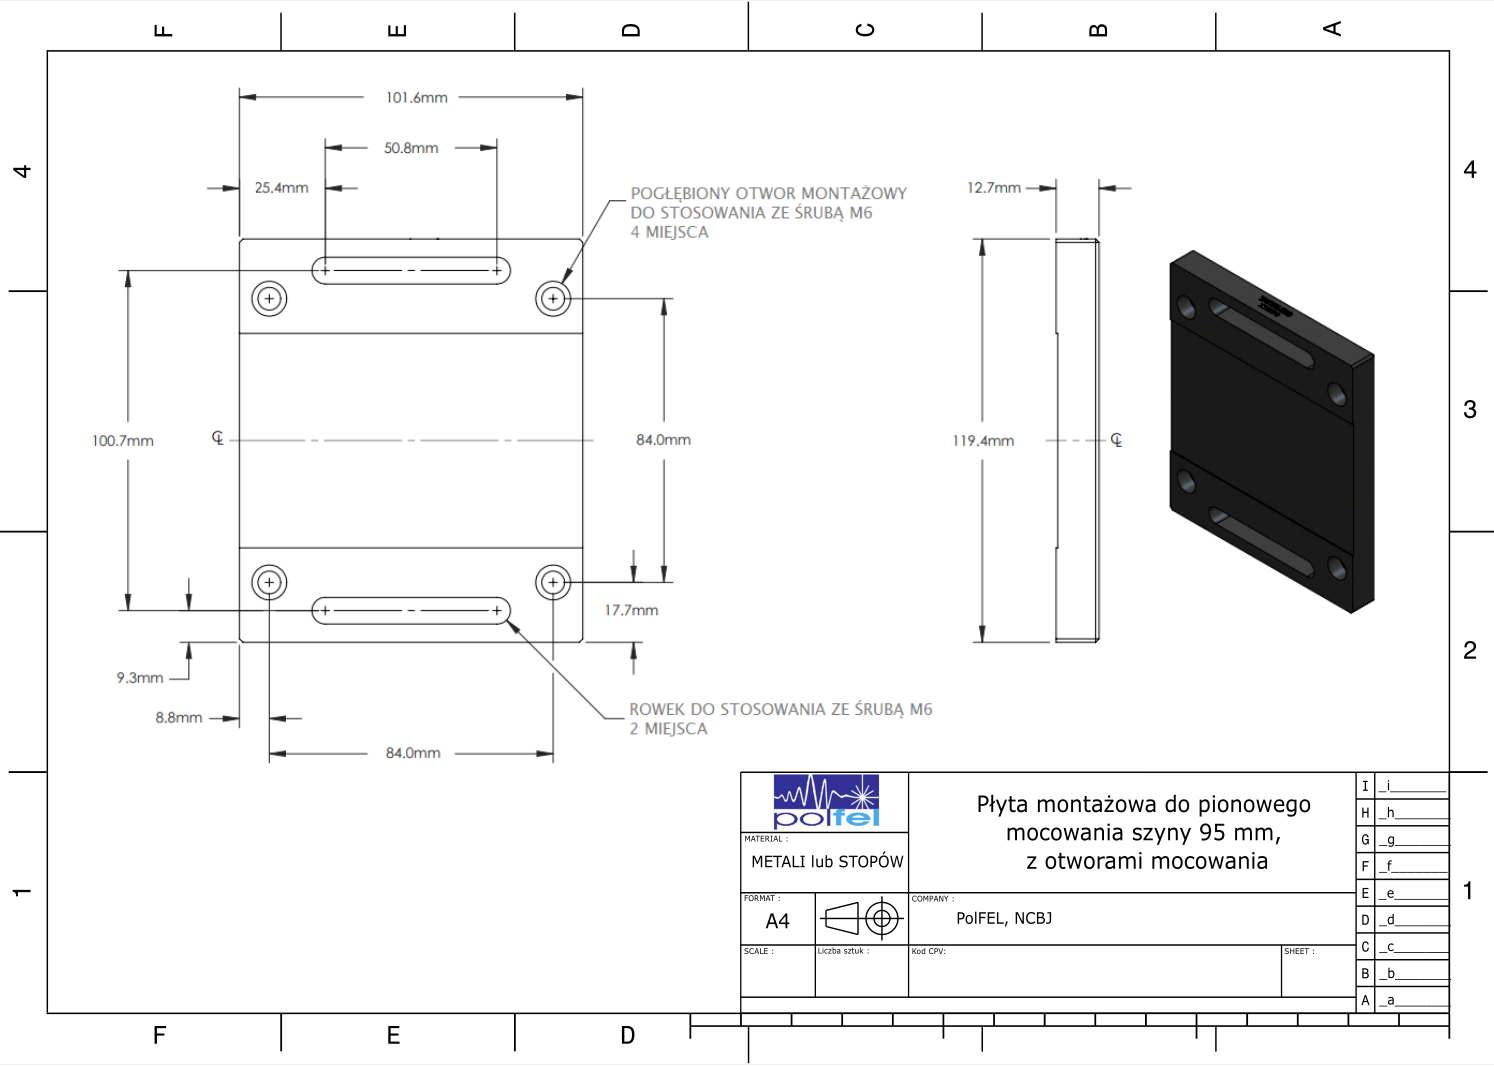 F E D C B A
4
4
3
2
1
1
101.6mm
50.8mm
25.4mm
POGŁĘBIONY OTWOR MONTAŻOWY
DO STOSOWANIA ZE ŚRUBĄ M6
4 MIEJSCA
12.7mm
100.7mm
℄
84.0mm
119.4mm
℄
17.7mm
9.3mm
8.8mm
84.0mm
ROWEK DO STOSOWANIA ZE ŚRUBĄ M6
2 MIEJSCA
polfel
MATERIAL :
METALI lub STOPÓW
Płyta montażowa do pionowego
mocowania szyny 95 mm,
z otworami mocowania
FORMAT :
A4
COMPANY :
PolFEL, NCBJ
SCALE :
Liczba sztuk :
Kod CPV:
SHEET :
I _i
H _h
G _g
F _f
E _e
D _d
C _c
B _b
A _a
F E D